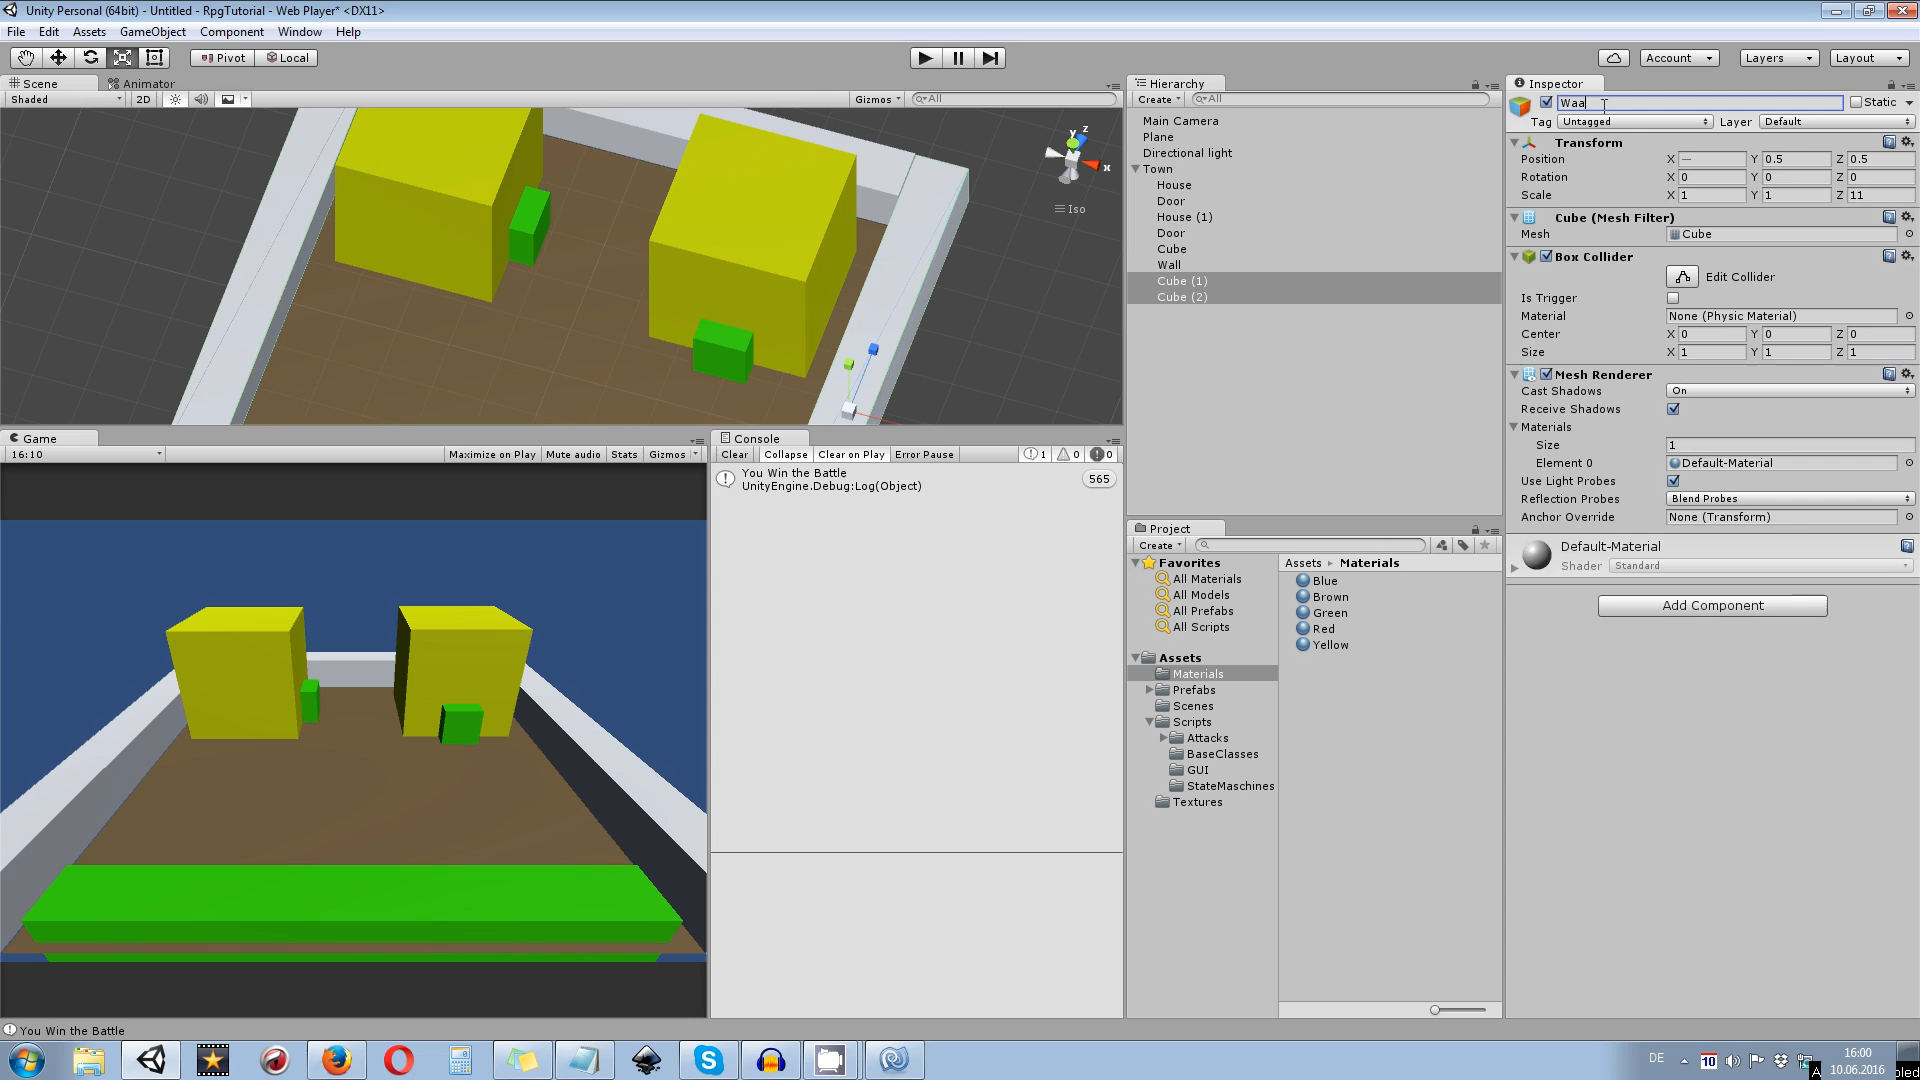 Unity Personal (64bit) - Untitled - RpgTutorial - Web Player* <DX11>
File Edit Assets GameObject Component Window Help
Pivot Local Account Layers Layout
Scene Animator
Shaded 2D Gizmos All
y z x
Iso
Game
16:10 Maximize on Play Mute audio Stats Gizmos
Console
Clear Collapse Clear on Play Error Pause 1 0 0
You Win the Battle
UnityEngine.Debug:Log(Object)
565
Hierarchy
Create All
Main Camera
Plane
Directional light
Town
House
Door
House (1)
Door
Cube
Wall
Cube (1)
Cube (2)
Project
Create
Favorites
All Materials
All Models
All Prefabs
All Scripts
Assets
Materials
Prefabs
Scenes
Scripts
Attacks
BaseClasses
GUI
StateMaschines
Textures
Assets Materials
Blue
Brown
Green
Red
Yellow
Inspector
Waa Static
Tag Untagged Layer Default
Transform
Position X — Y 0.5 Z 0.5
Rotation X 0 Y 0 Z 0
Scale X 1 Y 1 Z 11
Cube (Mesh Filter)
Mesh Cube
Box Collider
Edit Collider
Is Trigger
Material None (Physic Material)
Center X 0 Y 0 Z 0
Size X 1 Y 1 Z 1
Mesh Renderer
Cast Shadows On
Receive Shadows
Materials
Size 1
Element 0 Default-Material
Use Light Probes
Reflection Probes Blend Probes
Anchor Override None (Transform)
Default-Material
Shader Standard
Add Component
You Win the Battle
DE 10 16:00
10.06.2016